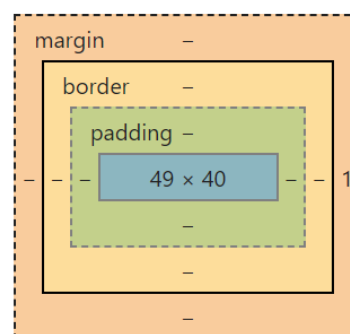 margin –
border –
padding –
– – – 49 × 40 – – 1
–
–
–